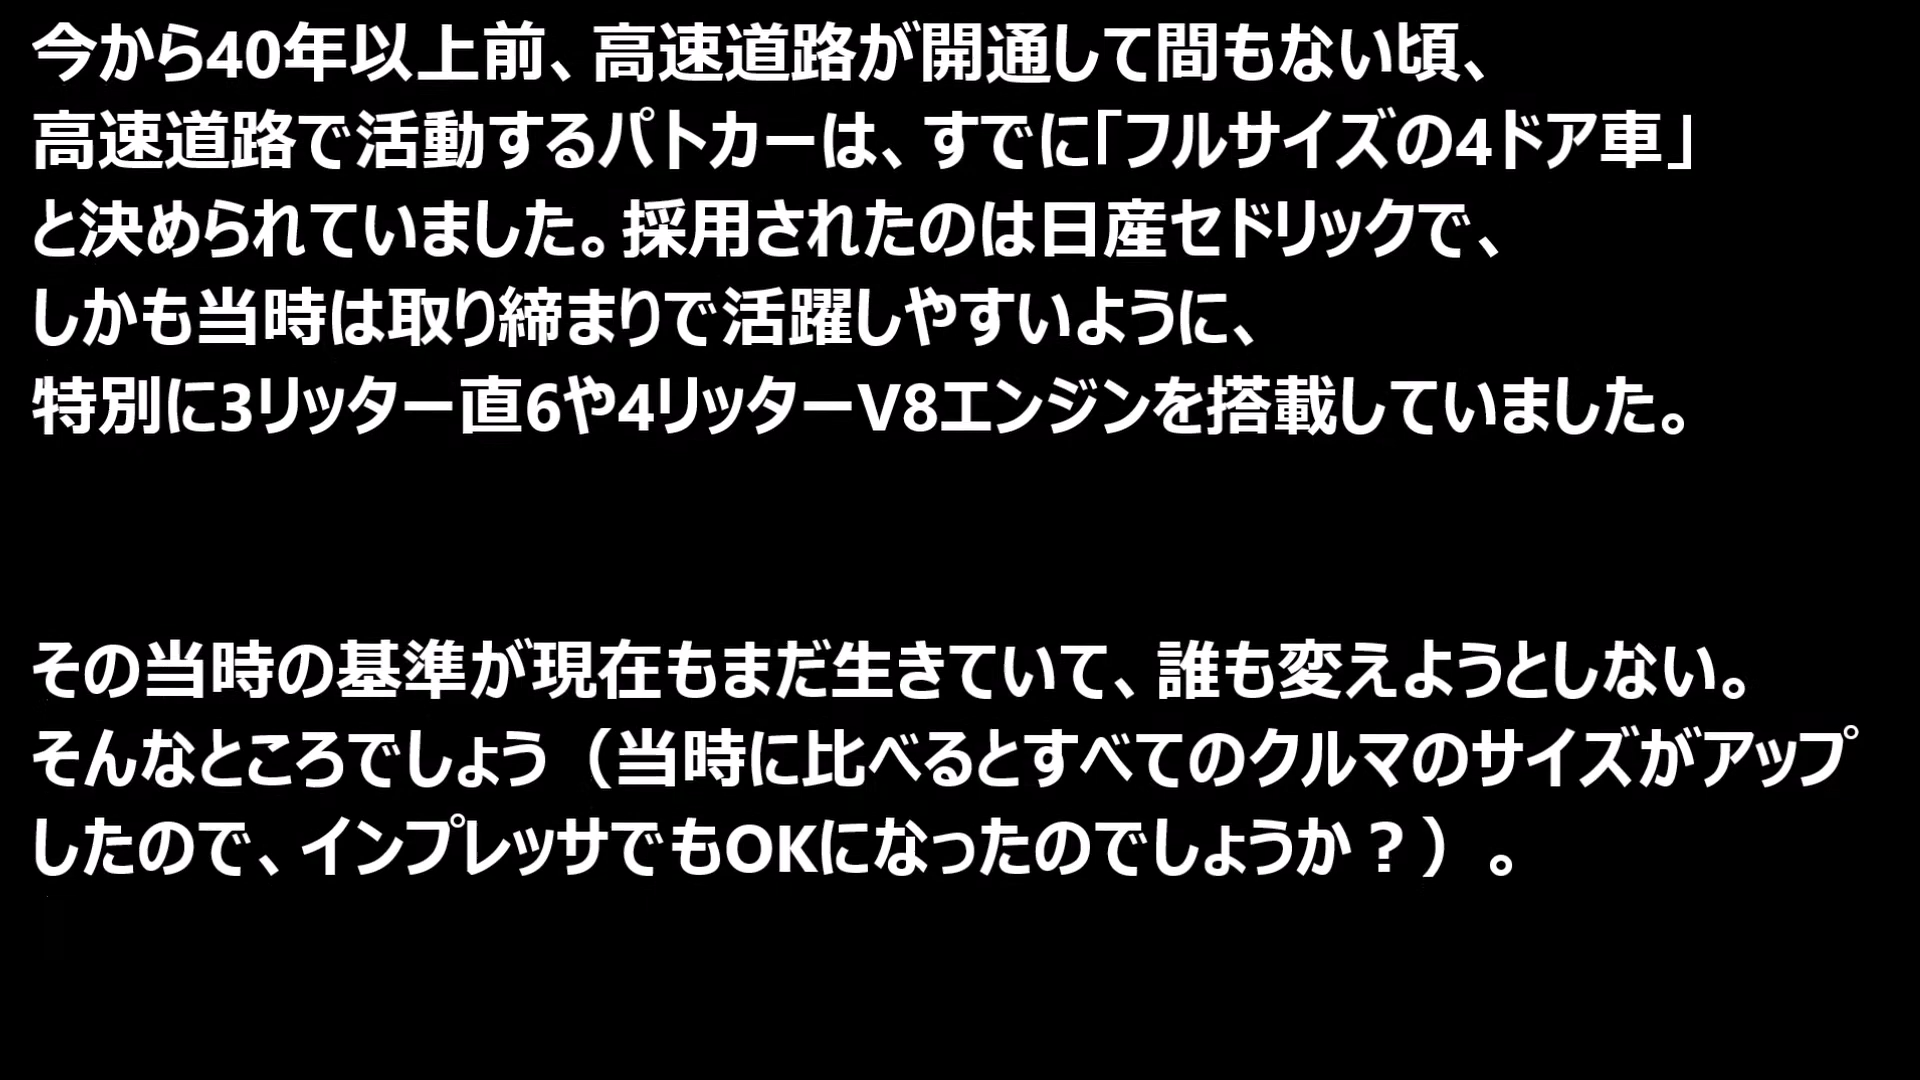 今から40年以上前、高速道路が開通して間もない頃、
高速道路で活動するパトカーは、すでに「フルサイズの4ドア車」
と決められていました。採用されたのは日産セドリックで、
しかも当時は取り締まりで活躍しやすいように、
特別に3リッター直6や4リッターV8エンジンを搭載していました。
その当時の基準が現在もまだ生きていて、誰も変えようとしない。
そんなところでしょう（当時に比べるとすべてのクルマのサイズがアップ
したので、インプレッサでもOKになったのでしょうか？）。